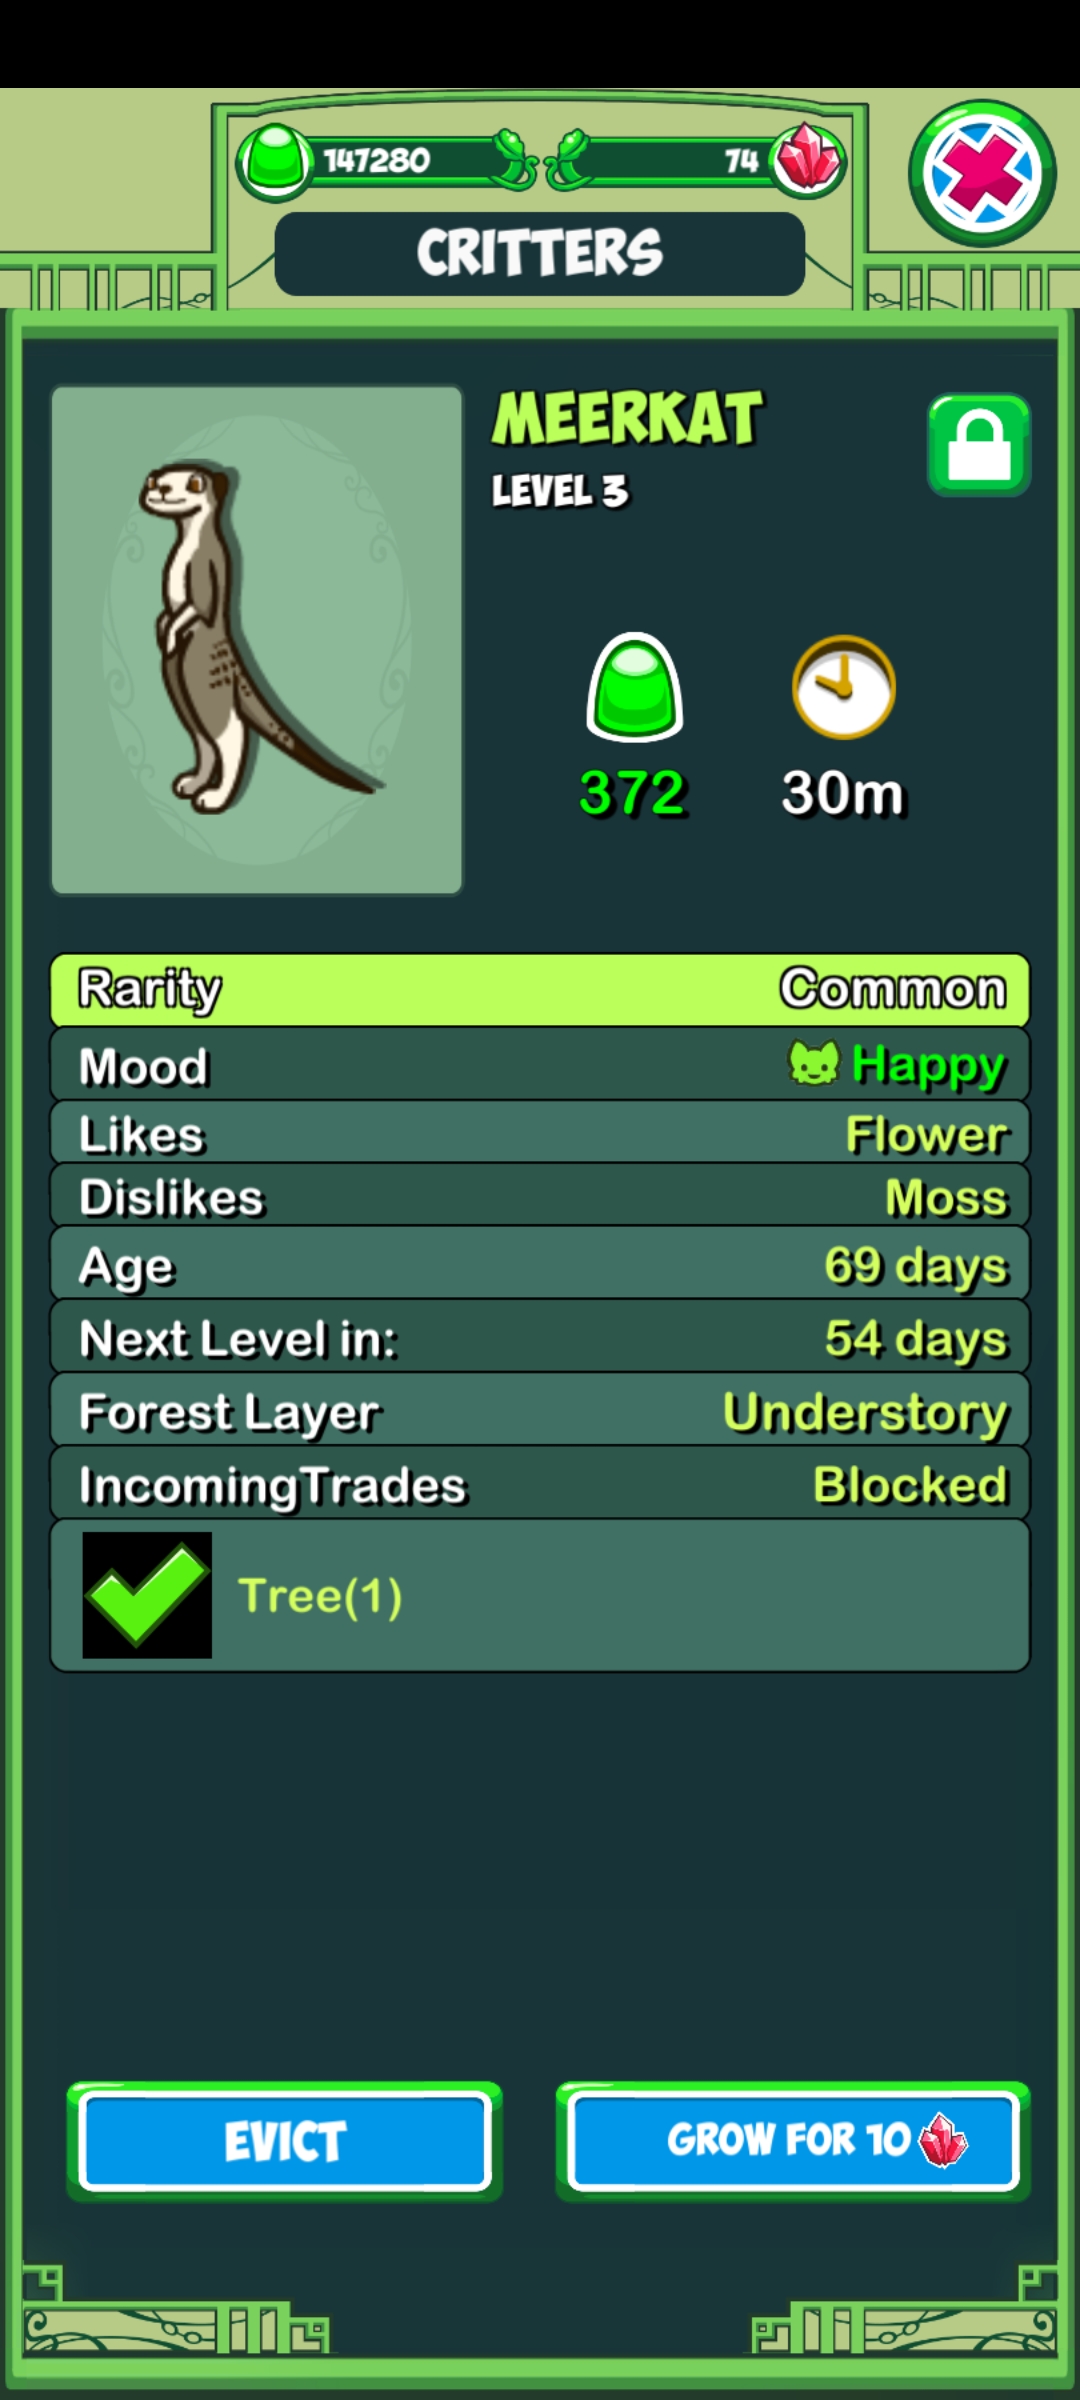 147280 74
CRITTERS
MEERKAT
LEVEL 3
372 30m
Rarity Common
Mood Happy
Likes Flower
Dislikes Moss
Age 69 days
Next Level in: 54 days
Forest Layer Understory
IncomingTrades Blocked
Tree(1)
EVICT GROW FOR 10